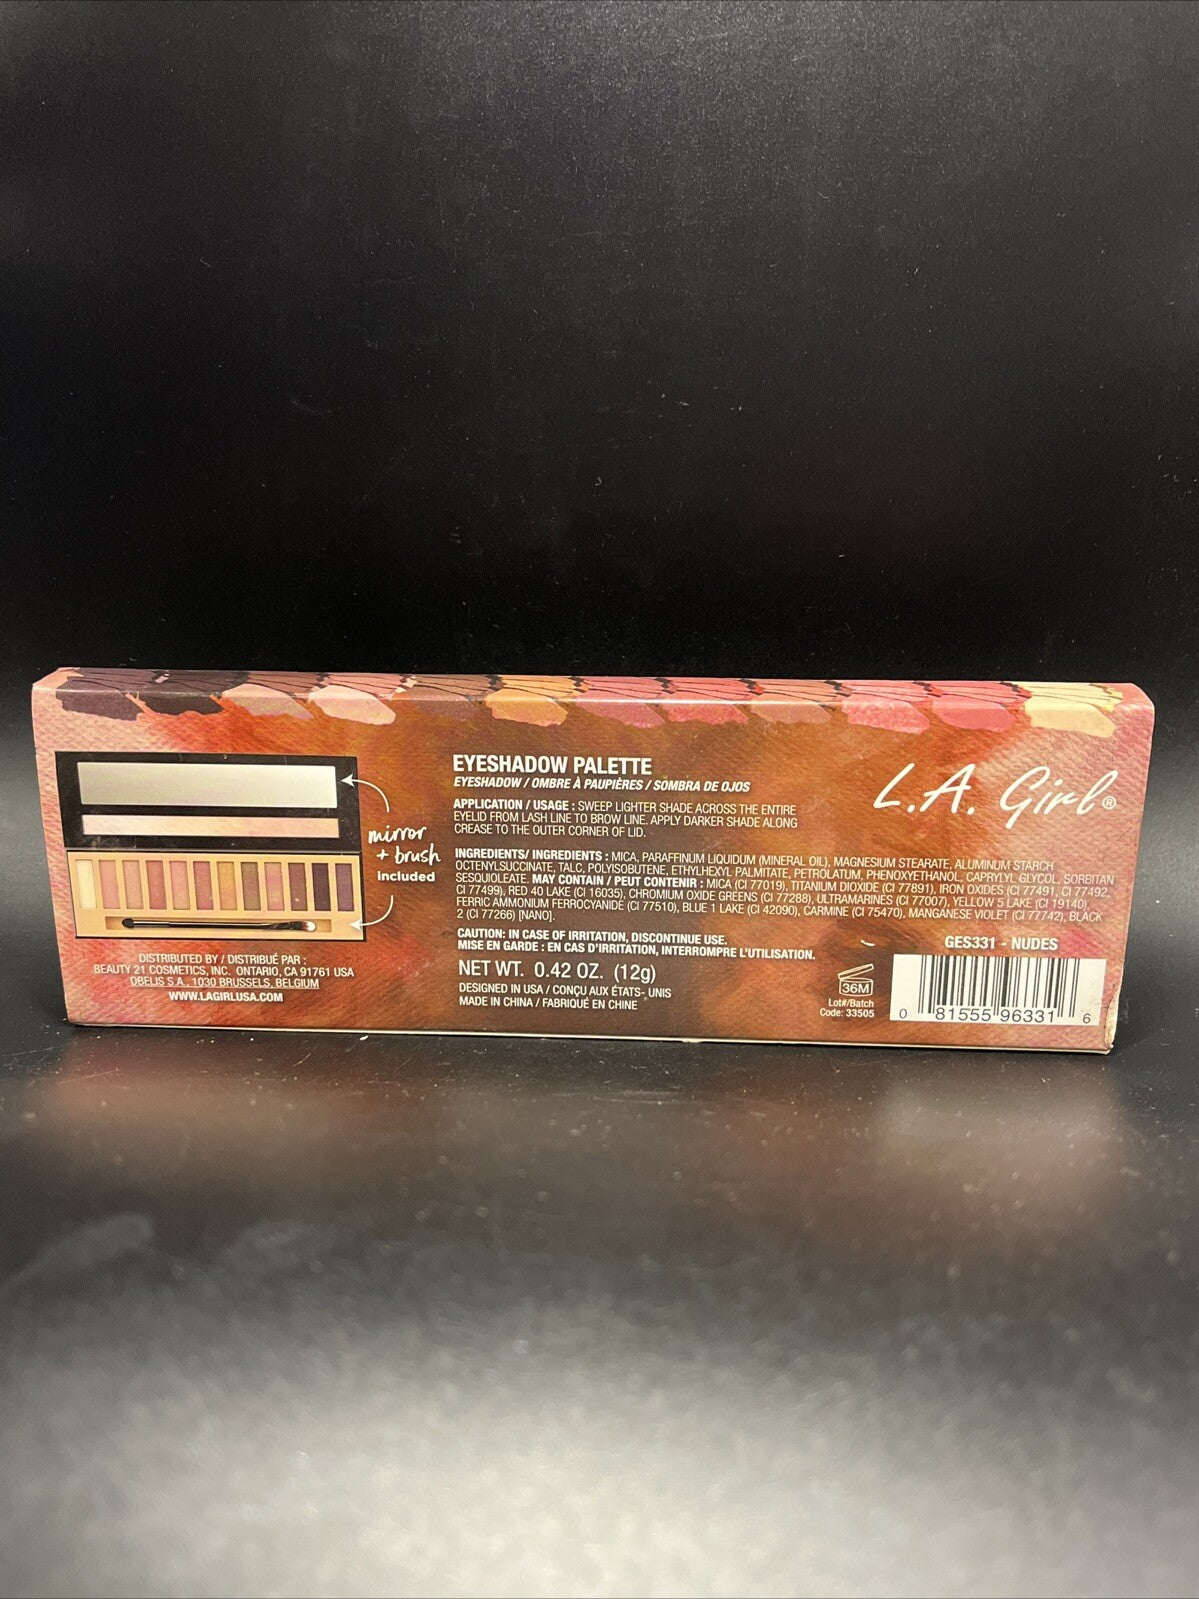 mirror
+ brush
included
DISTRIBUTED BY / DISTRIBUÉ PAR :
BEAUTY 21 COSMETICS, INC. ONTARIO, CA 91761 USA
OBELIS S.A., 1030 BRUSSELS, BELGIUM
WWW.LAGIRLUSA.COM
EYESHADOW PALETTE
EYESHADOW / OMBRE À PAUPIÈRES / SOMBRA DE OJOS
APPLICATION / USAGE : SWEEP LIGHTER SHADE ACROSS THE ENTIRE
EYELID FROM LASH LINE TO BROW LINE. APPLY DARKER SHADE ALONG
CREASE TO THE OUTER CORNER OF LID.
INGREDIENTS/ INGREDIENTS : MICA, PARAFFINUM LIQUIDUM (MINERAL OIL), MAGNESIUM STEARATE, ALUMINUM STARCH
OCTENYLSUCCINATE, TALC, POLYISOBUTENE, ETHYLHEXYL PALMITATE, PETROLATUM, PHENOXYETHANOL, CAPRYLYL GLYCOL, SORBITAN
SESQUIOLEATE. MAY CONTAIN / PEUT CONTENIR : MICA (CI 77019), TITANIUM DIOXIDE (CI 77891), IRON OXIDES (CI 77491, CI 77492,
CI 77499), RED 40 LAKE (CI 16035), CHROMIUM OXIDE GREENS (CI 77288), ULTRAMARINES (CI 77007), YELLOW 5 LAKE (CI 19140),
FERRIC AMMONIUM FERROCYANIDE (CI 77510), BLUE 1 LAKE (CI 42090), CARMINE (CI 75470), MANGANESE VIOLET (CI 77742), BLACK
2 (CI 77266) [NANO].
CAUTION: IN CASE OF IRRITATION, DISCONTINUE USE.
MISE EN GARDE : EN CAS D'IRRITATION, INTERROMPRE L'UTILISATION.
NET WT. 0.42 OZ. (12g)
DESIGNED IN USA / CONÇU AUX ÉTATS- UNIS
MADE IN CHINA / FABRIQUÉ EN CHINE
L.A. Girl®
36M
Lot#/Batch
Code: 33505
GES331 - NUDES
0 81555 96331 6